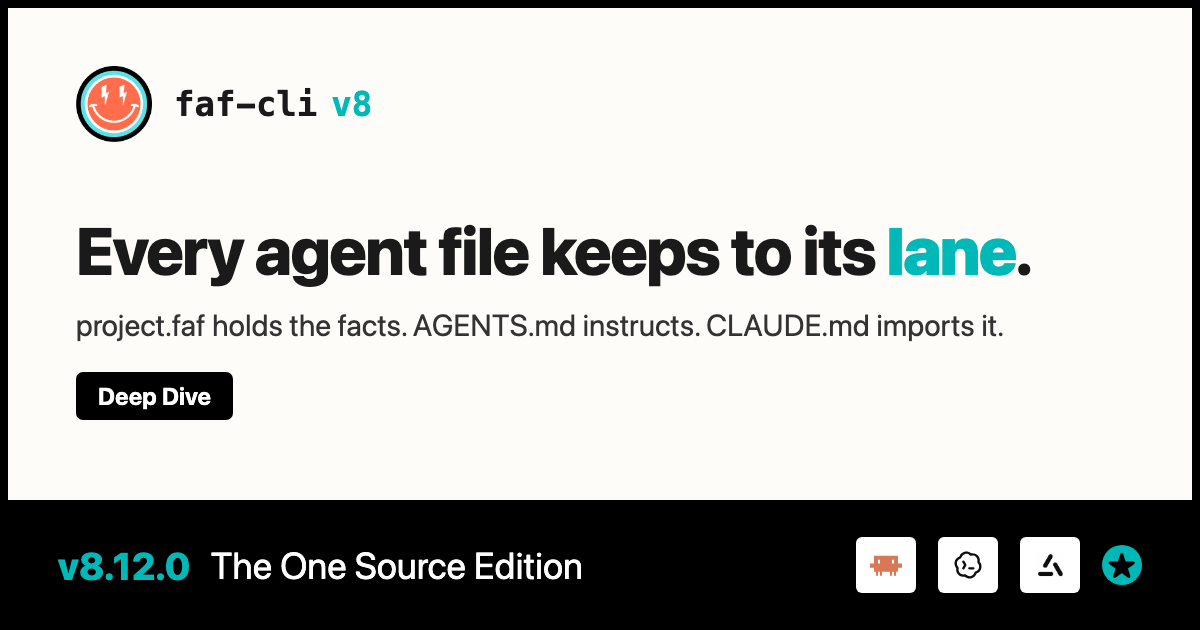 faf-cli v8
Every agent file keeps to its lane.
project.faf holds the facts. AGENTS.md instructs. CLAUDE.md imports it.
Deep Dive
v8.12.0 The One Source Edition